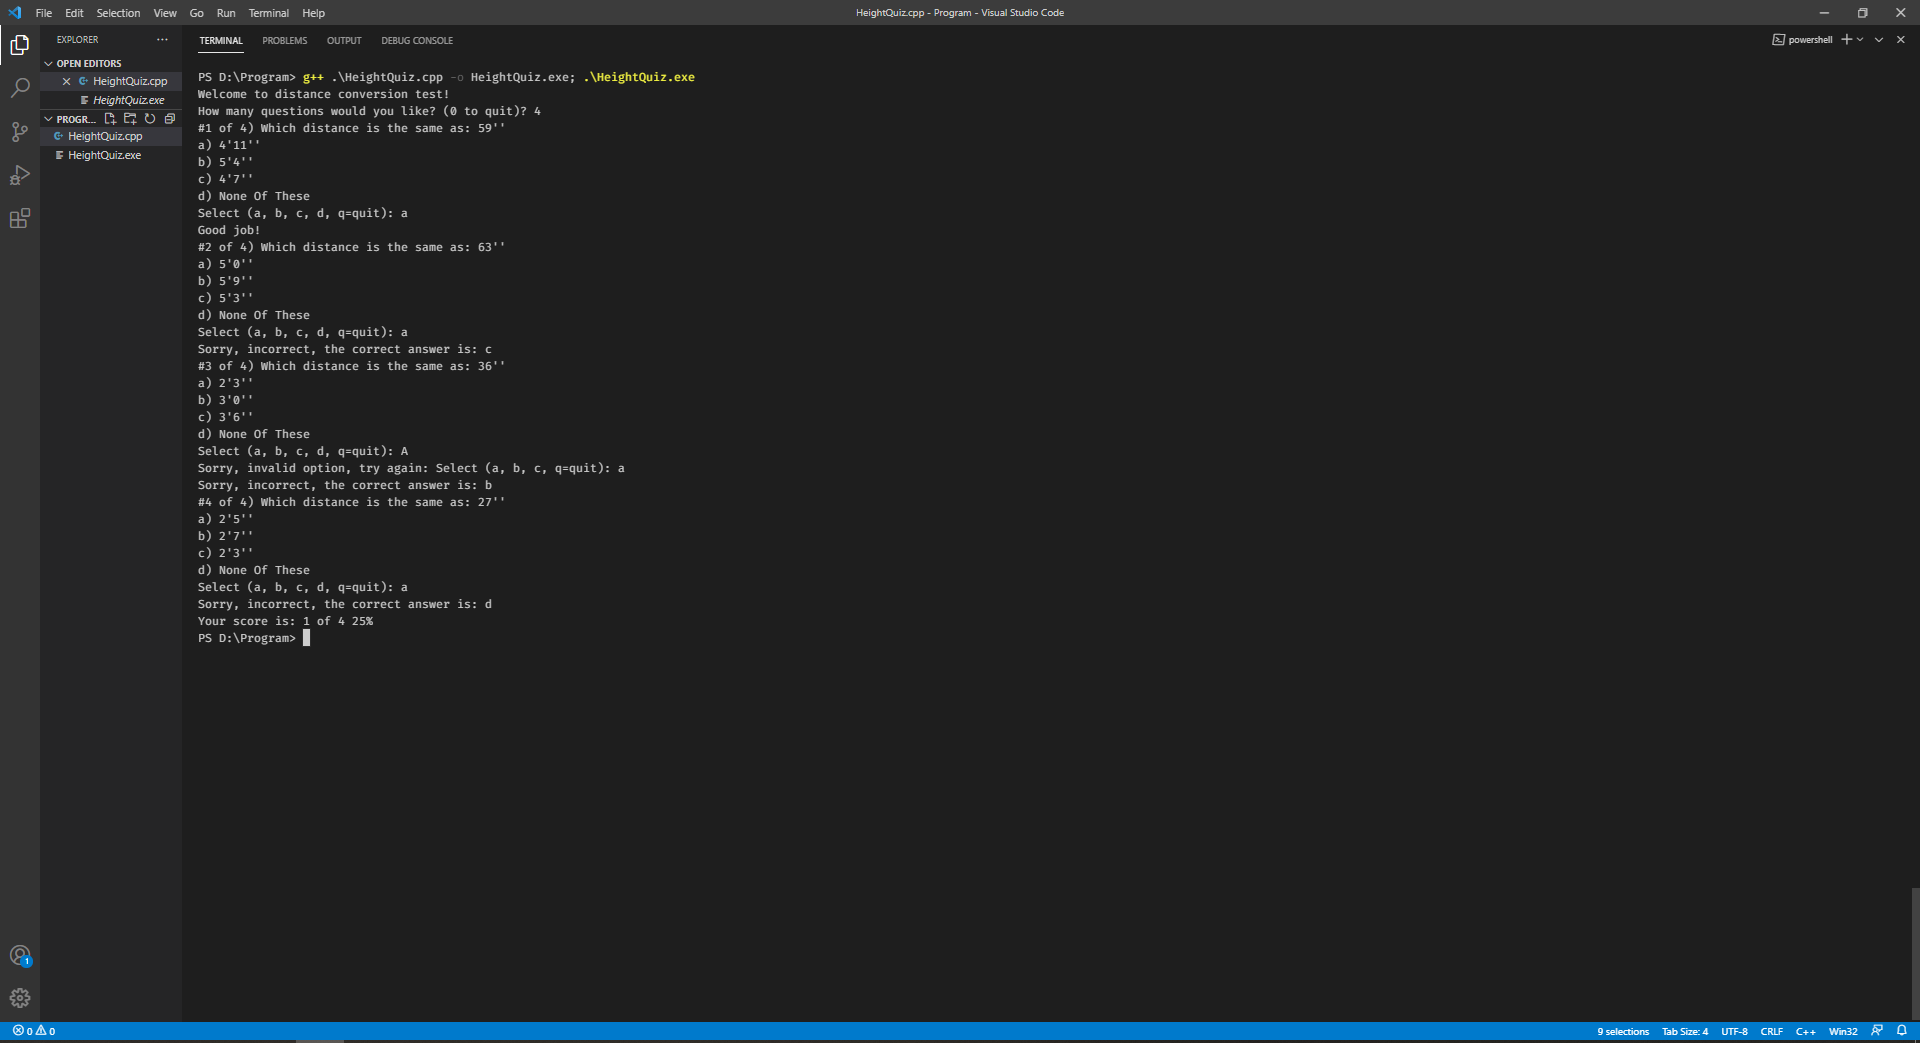 File Edit Selection View Go Run Terminal Help
HeightQuiz.cpp - Program - Visual Studio Code
EXPLORER
OPEN EDITORS
HeightQuiz.cpp
HeightQuiz.exe
PROGR...
HeightQuiz.cpp
HeightQuiz.exe
TERMINAL PROBLEMS OUTPUT DEBUG CONSOLE
powershell
PS D:\Program> g++ .\HeightQuiz.cpp -o HeightQuiz.exe; .\HeightQuiz.exe
Welcome to distance conversion test!
How many questions would you like? (0 to quit)? 4
#1 of 4) Which distance is the same as: 59''
a) 4'11''
b) 5'4''
c) 4'7''
d) None Of These
Select (a, b, c, d, q=quit): a
Good job!
#2 of 4) Which distance is the same as: 63''
a) 5'0''
b) 5'9''
c) 5'3''
d) None Of These
Select (a, b, c, d, q=quit): a
Sorry, incorrect, the correct answer is: c
#3 of 4) Which distance is the same as: 36''
a) 2'3''
b) 3'0''
c) 3'6''
d) None Of These
Select (a, b, c, d, q=quit): A
Sorry, invalid option, try again: Select (a, b, c, q=quit): a
Sorry, incorrect, the correct answer is: b
#4 of 4) Which distance is the same as: 27''
a) 2'5''
b) 2'7''
c) 2'3''
d) None Of These
Select (a, b, c, d, q=quit): a
Sorry, incorrect, the correct answer is: d
Your score is: 1 of 4 25%
PS D:\Program>
1
0 0
9 selections Tab Size: 4 UTF-8 CRLF C++ Win32